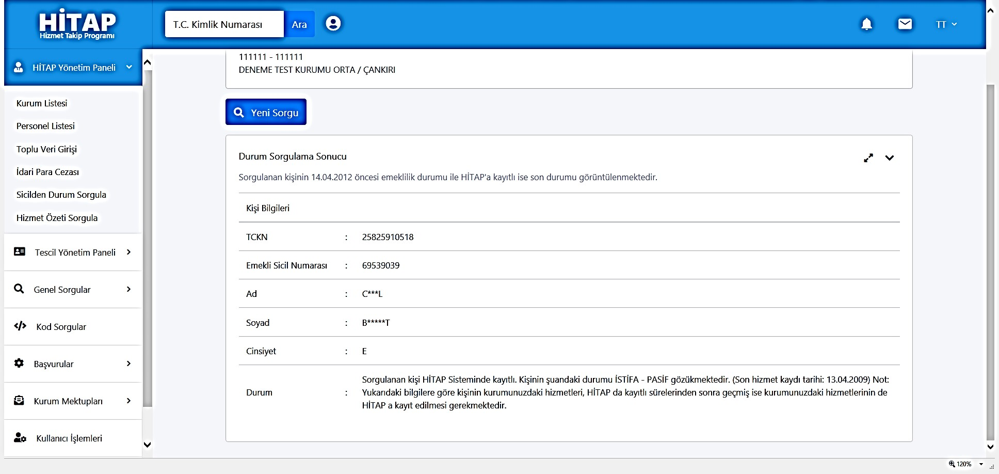 HİTAP
Hizmet Takip Programı
T.C. Kimlik Numarası
Ara
TT
HİTAP Yönetim Paneli
Kurum Listesi
Personel Listesi
Toplu Veri Girişi
İdari Para Cezası
Sicilden Durum Sorgula
Hizmet Özeti Sorgula
Tescil Yönetim Paneli
Genel Sorgular
Kod Sorgular
Başvurular
Kurum Mektupları
Kullanıcı İşlemleri
111111 - 111111
DENEME TEST KURUMU ORTA / ÇANKIRI
Yeni Sorgu
Durum Sorgulama Sonucu
Sorgulanan kişinin 14.04.2012 öncesi emeklilik durumu ile HİTAP'a kayıtlı ise son durumu görüntülenmektedir.
Kişi Bilgileri
TCKN : 25825910518
Emekli Sicil Numarası : 69539039
Ad : C***L
Soyad : B*****T
Cinsiyet : E
Durum :
Sorgulanan kişi HİTAP Sisteminde kayıtlı. Kişinin şuandaki durumu İSTİFA - PASİF gözükmektedir. (Son hizmet kaydı tarihi: 13.04.2009) Not:
Yukarıdaki bilgilere göre kişinin kurumunuzdaki hizmetleri, HİTAP da kayıtlı sürelerinden sonra geçmiş ise kurumunuzdaki hizmetlerinin de
HİTAP a kayıt edilmesi gerekmektedir.
120%